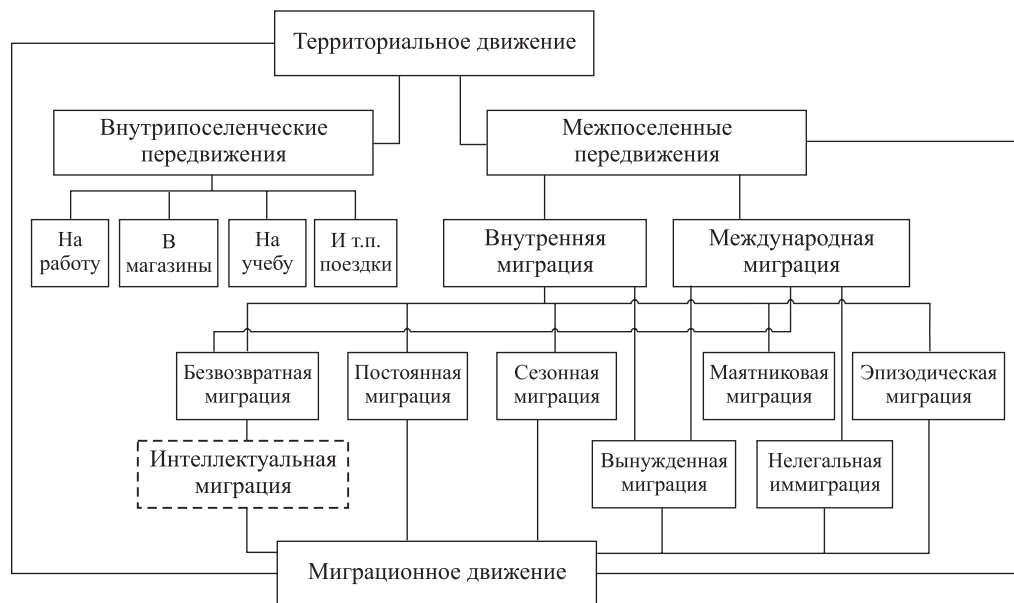 Территориальное движение
Внутрипоселенческие
передвижения
Межпоселенные
передвижения
На
работу
В
магазины
На
учебу
И т.п.
поездки
Внутренняя
миграция
Международная
миграция
Безвозвратная
миграция
Постоянная
миграция
Сезонная
миграция
Маятниковая
миграция
Эпизодическая
миграция
Интеллектуальная
миграция
Вынужденная
миграция
Нелегальная
иммиграция
Миграционное движение